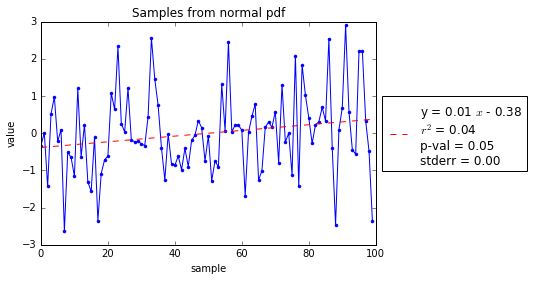 Samples from normal pdf
3
2
1
0
−1
−2
−3
value
0
20
40
60
80
100
sample
y = 0.01 x - 0.38
r² = 0.04
p-val = 0.05
stderr = 0.00